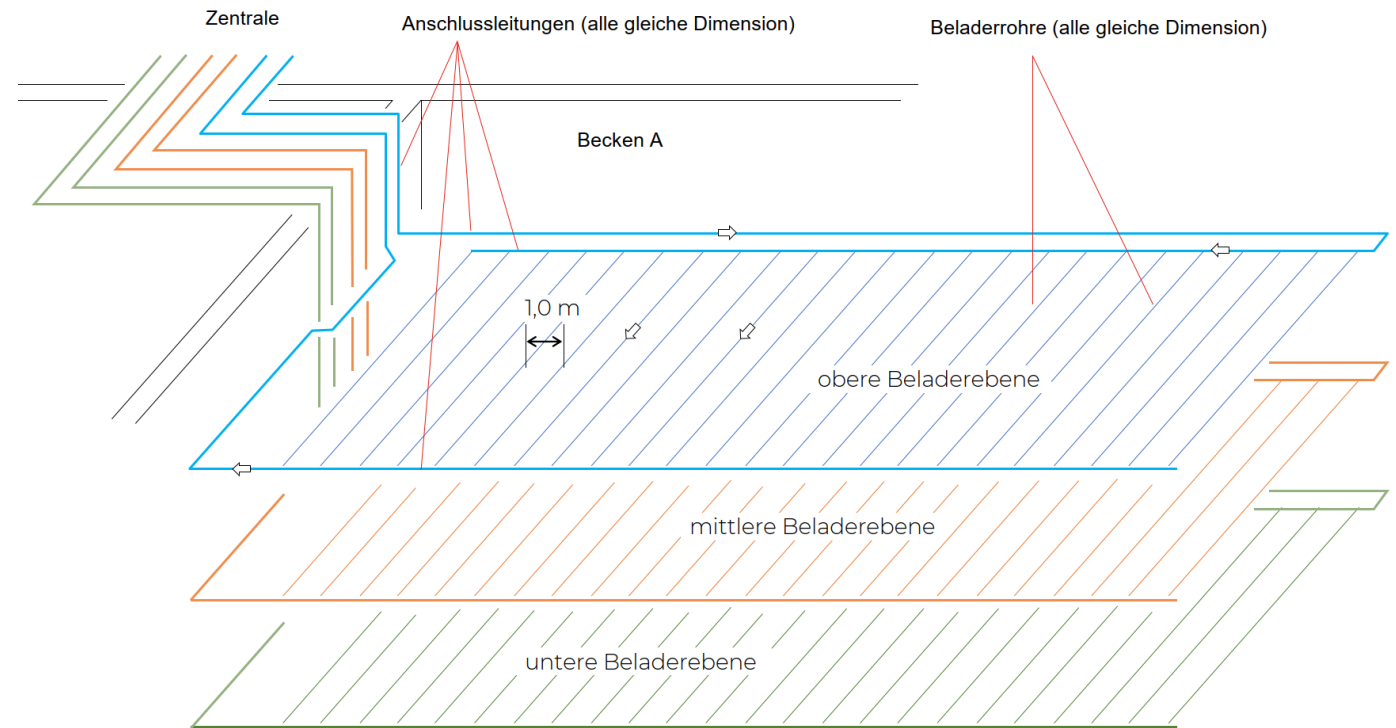 Zentrale
Anschlussleitungen (alle gleiche Dimension)
Beladerrohre (alle gleiche Dimension)
Becken A
1,0 m
obere Beladerebene
mittlere Beladerebene
untere Beladerebene